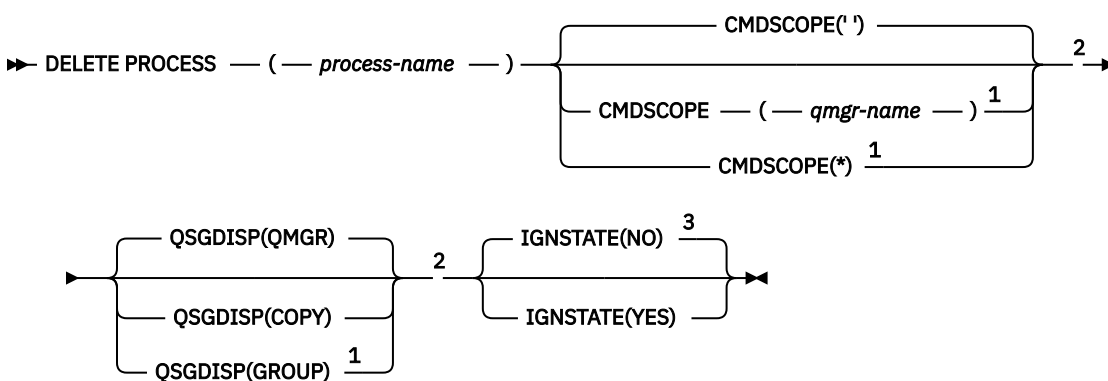 CMDSCOPE(' ')
DELETE PROCESS ( process-name ) 2
CMDSCOPE ( qmgr-name ) 1
CMDSCOPE(*) 1
QSGDISP(QMGR) IGNSTATE(NO) 3
2
QSGDISP(COPY) IGNSTATE(YES)
QSGDISP(GROUP) 1